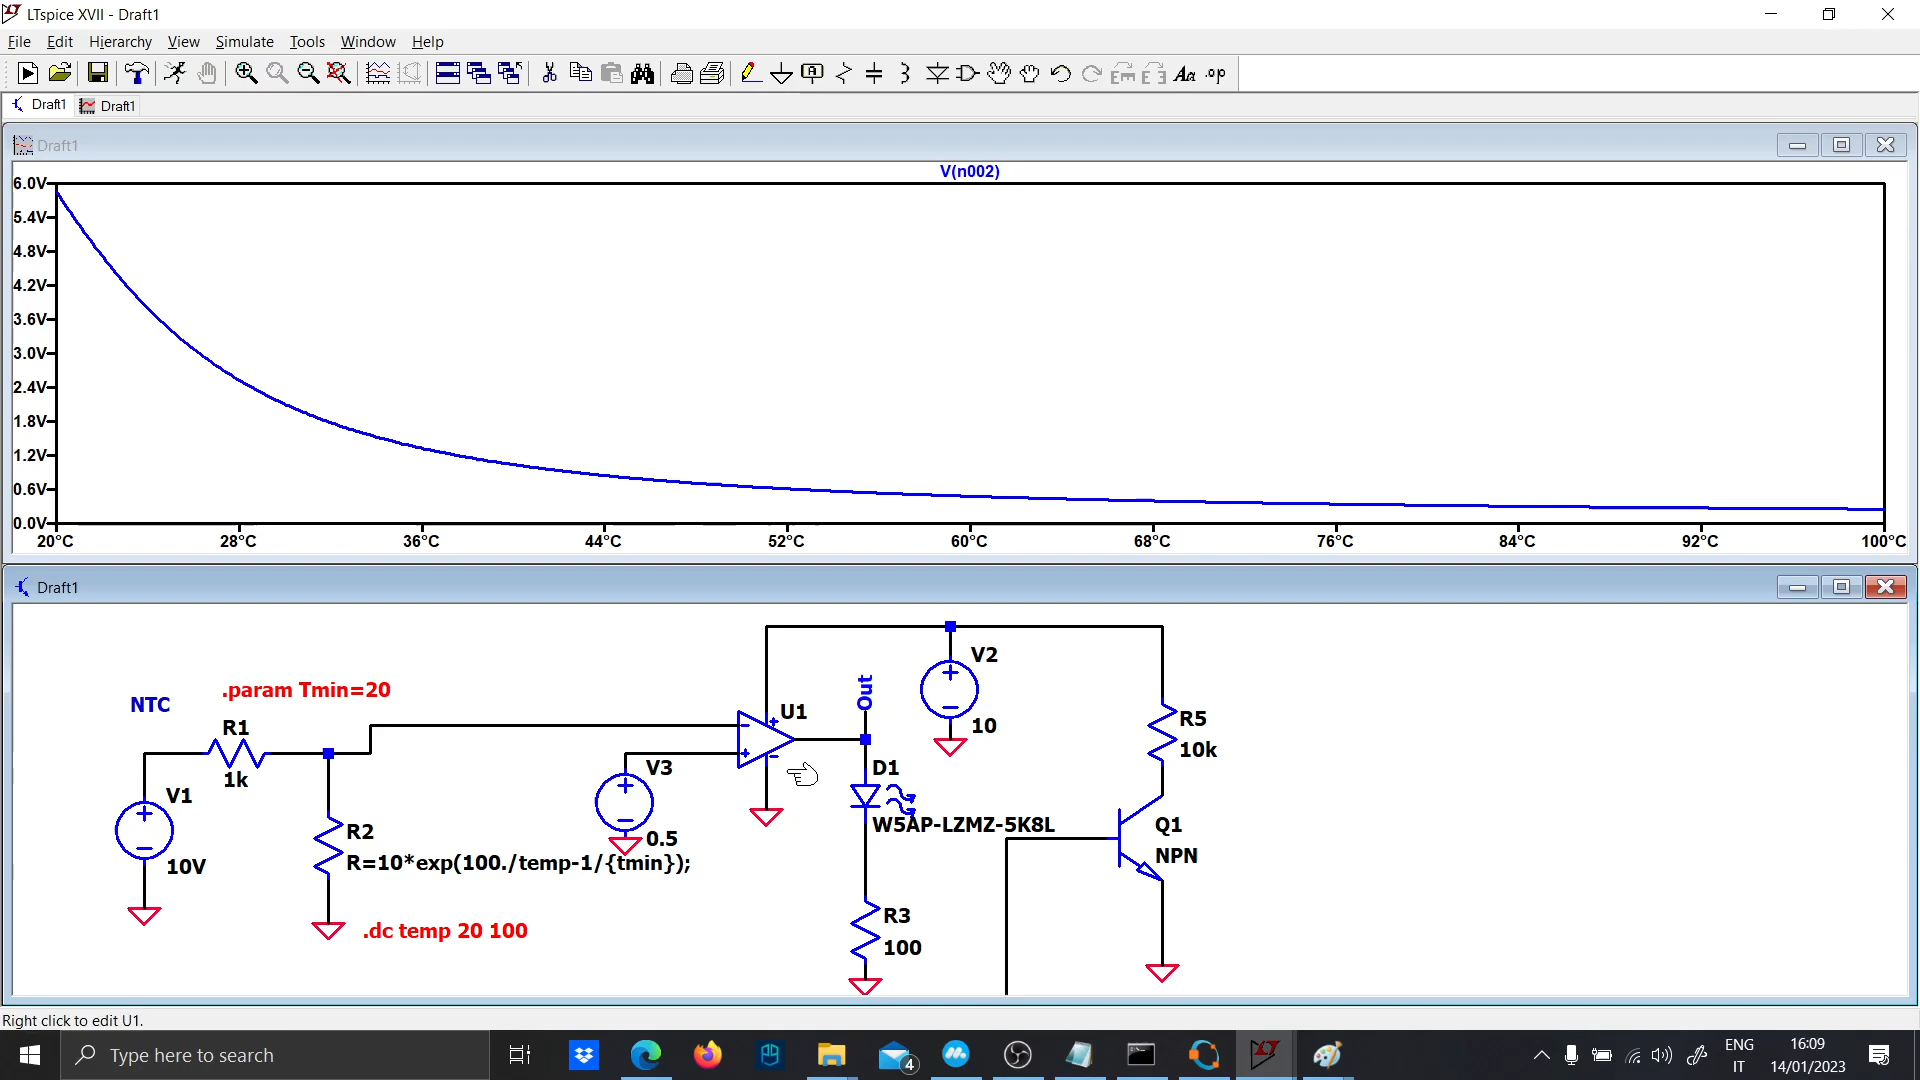 LTspice XVII - Draft1
File Edit Hierarchy View Simulate Tools Window Help
Draft1 Draft1
Draft1
V(n002)
6.0V
5.4V
4.8V
4.2V
3.6V
3.0V
2.4V
1.8V
1.2V
0.6V
0.0V
20°C 28°C 36°C 44°C 52°C 60°C 68°C 76°C 84°C 92°C 100°C
Draft1
NTC
.param Tmin=20
R1
1k
V1
10V
R2
R=10*exp(100./temp-1/{tmin});
.dc temp 20 100
V3
0.5
U1
Out
V2
10
D1
W5AP-LZMZ-5K8L
R3
100
R5
10k
Q1
NPN
Right click to edit U1.
Type here to search
4
ENG
IT
16:09
14/01/2023